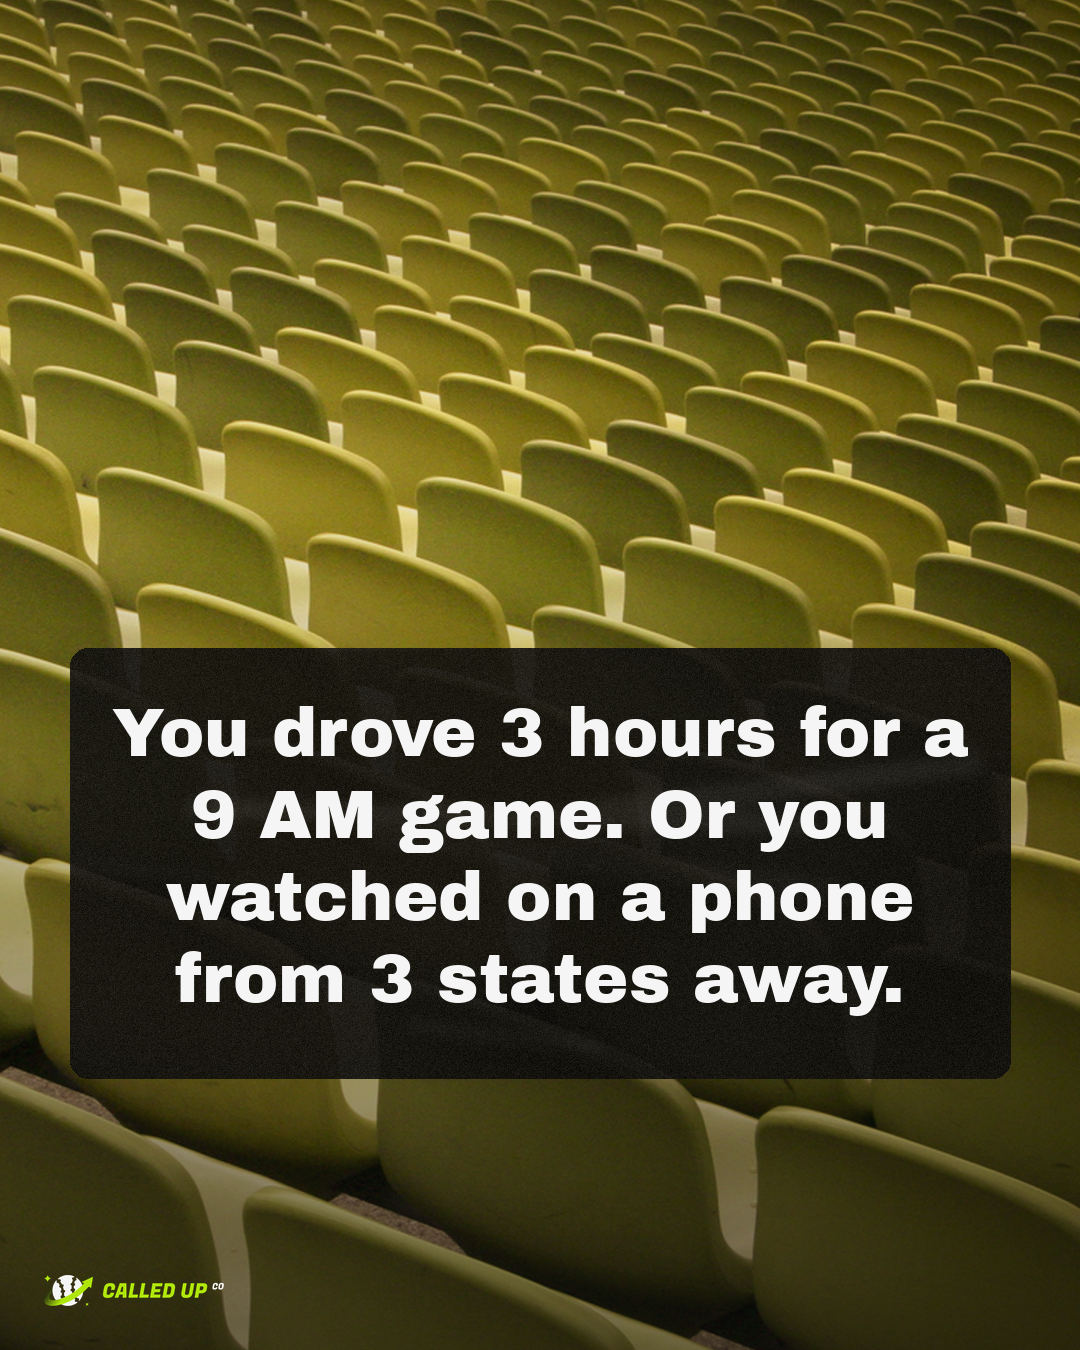 You drove 3 hours for a
9 AM game. Or you
watched on a phone
from 3 states away.
CALLED UP CO